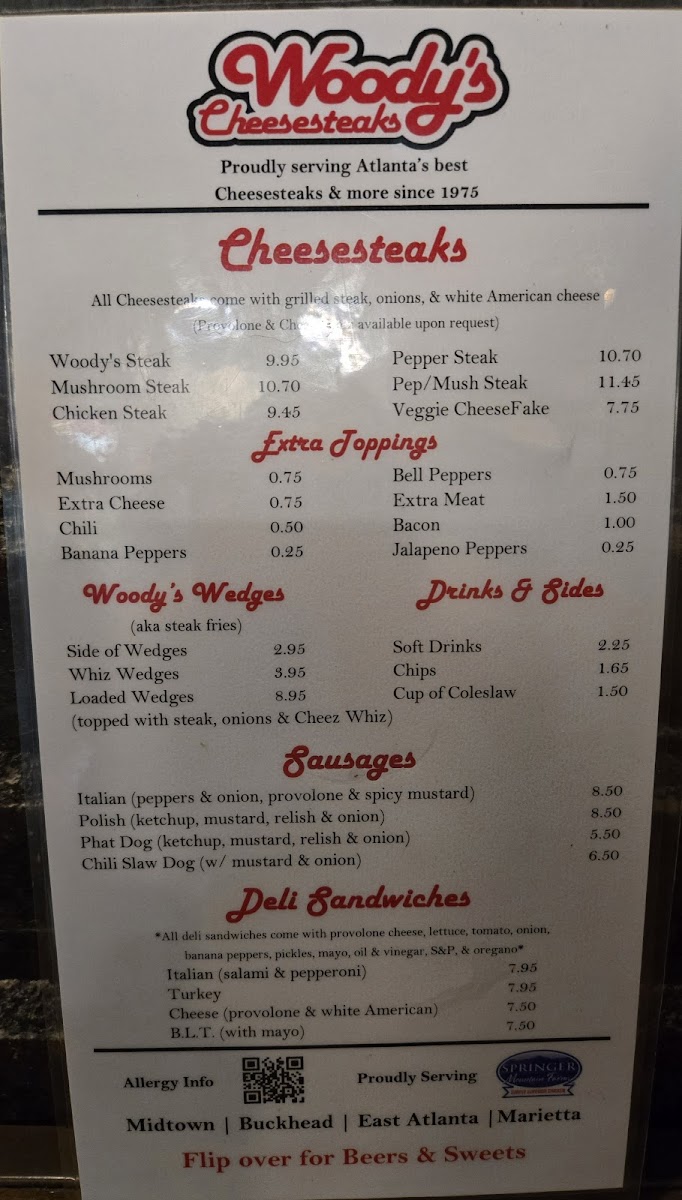 Woody's
Cheesesteaks
Proudly serving Atlanta's best
Cheesesteaks & more since 1975
Cheesesteaks
All Cheesesteaks come with grilled steak, onions, & white American cheese
(Provolone & available upon request)
Woody's Steak 9.95 Pepper Steak 10.70
Mushroom Steak 10.70 Pep/Mush Steak 11.45
Chicken Steak 9.45 Veggie CheeseFake 7.75
Extra Toppings
Mushrooms 0.75 Bell Peppers 0.75
Extra Cheese 0.75 Extra Meat 1.50
Chili 0.50 Bacon 1.00
Banana Peppers 0.25 Jalapeno Peppers 0.25
Woody's Wedges
(aka steak fries)
Side of Wedges 2.95
Whiz Wedges 3.95
Loaded Wedges 8.95
(topped with steak, onions & Cheez Whiz)
Drinks & Sides
Soft Drinks 2.25
Chips 1.65
Cup of Coleslaw 1.50
Sausages
Italian (peppers & onion, provolone & spicy mustard) 8.50
Polish (ketchup, mustard, relish & onion) 8.50
Phat Dog (ketchup, mustard, relish & onion) 5.50
Chili Slaw Dog (w/ mustard & onion) 6.50
Deli Sandwiches
*All deli sandwiches come with provolone cheese, lettuce, tomato, onion,
banana peppers, pickles, mayo, oil & vinegar, S&P, & oregano*
Italian (salami & pepperoni) 7.95
Turkey 7.95
Cheese (provolone & white American) 7.50
B.L.T. (with mayo) 7.50
Allergy Info Proudly Serving
SPRINGER
Mountain Farms
Midtown | Buckhead | East Atlanta | Marietta
Flip over for Beers & Sweets